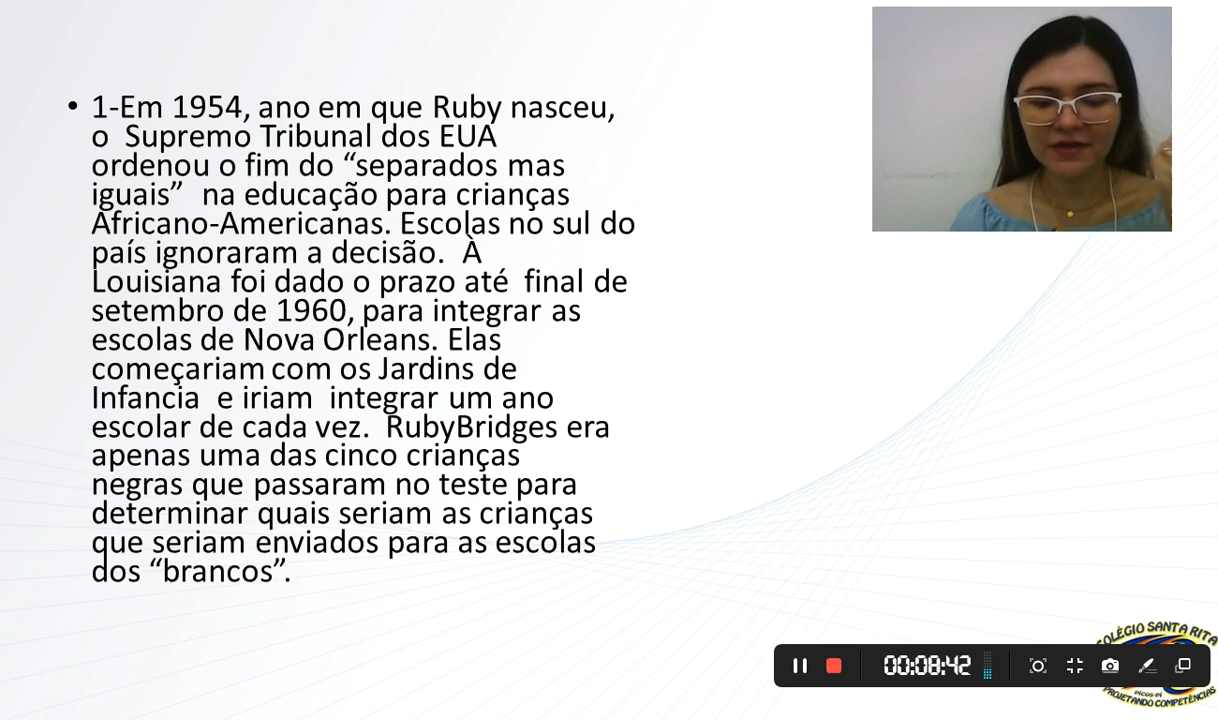 • 1-Em 1954, ano em que Ruby nasceu,
o Supremo Tribunal dos EUA
ordenou o fim do “separados mas
iguais” na educação para crianças
Africano-Americanas. Escolas no sul do
país ignoraram a decisão. À
Louisiana foi dado o prazo até final de
setembro de 1960, para integrar as
escolas de Nova Orleans. Elas
começariam com os Jardins de
Infancia e iriam integrar um ano
escolar de cada vez. RubyBridges era
apenas uma das cinco crianças
negras que passaram no teste para
determinar quais seriam as crianças
que seriam enviados para as escolas
dos “brancos”.
COLÉGIO SANTA RITA
00:08:42
PICOS-PI
PROJETANDO COMPETÊNCIAS